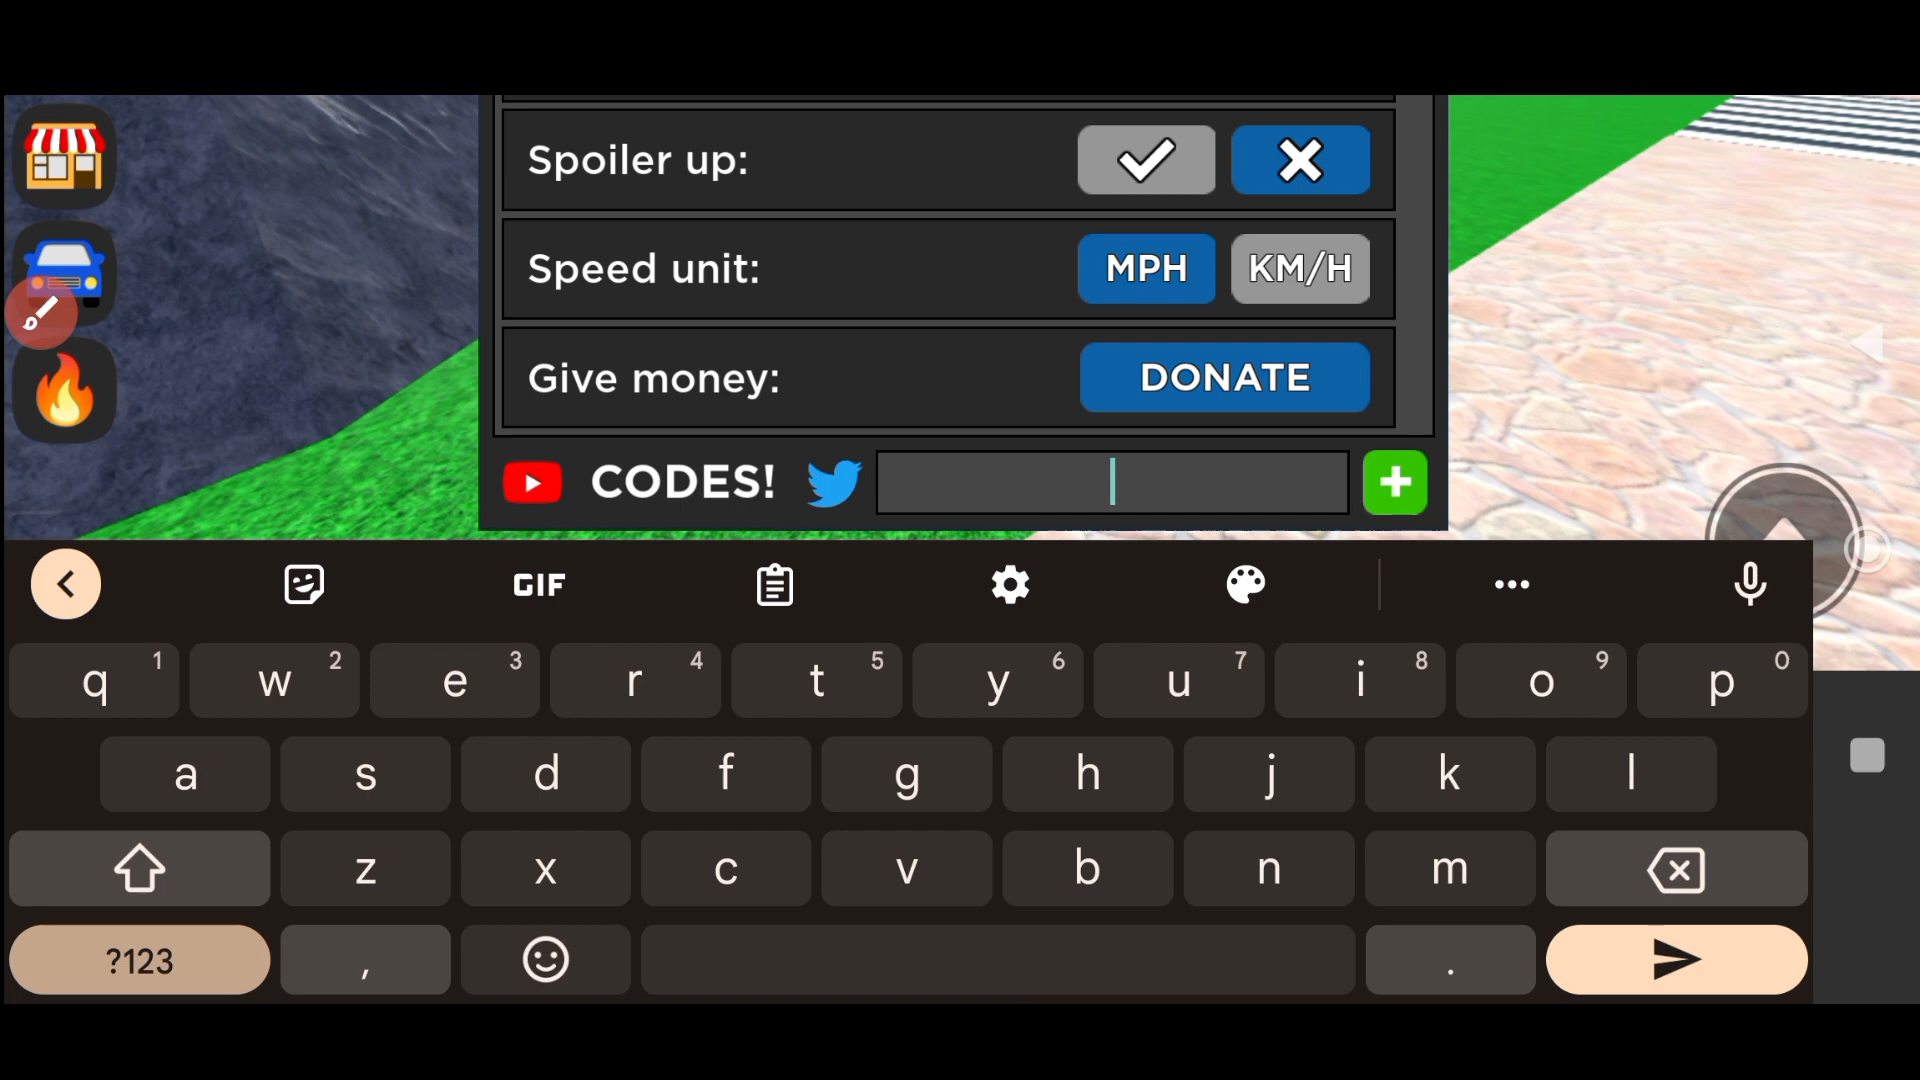 Spoiler up:
Speed unit: MPH KM/H
Give money: DONATE
CODES!
GIF
q 1 w 2 e 3 r 4 t 5 y 6 u 7 i 8 o 9 p 0
a s d f g h j k l
z x c v b n m
?123 , .